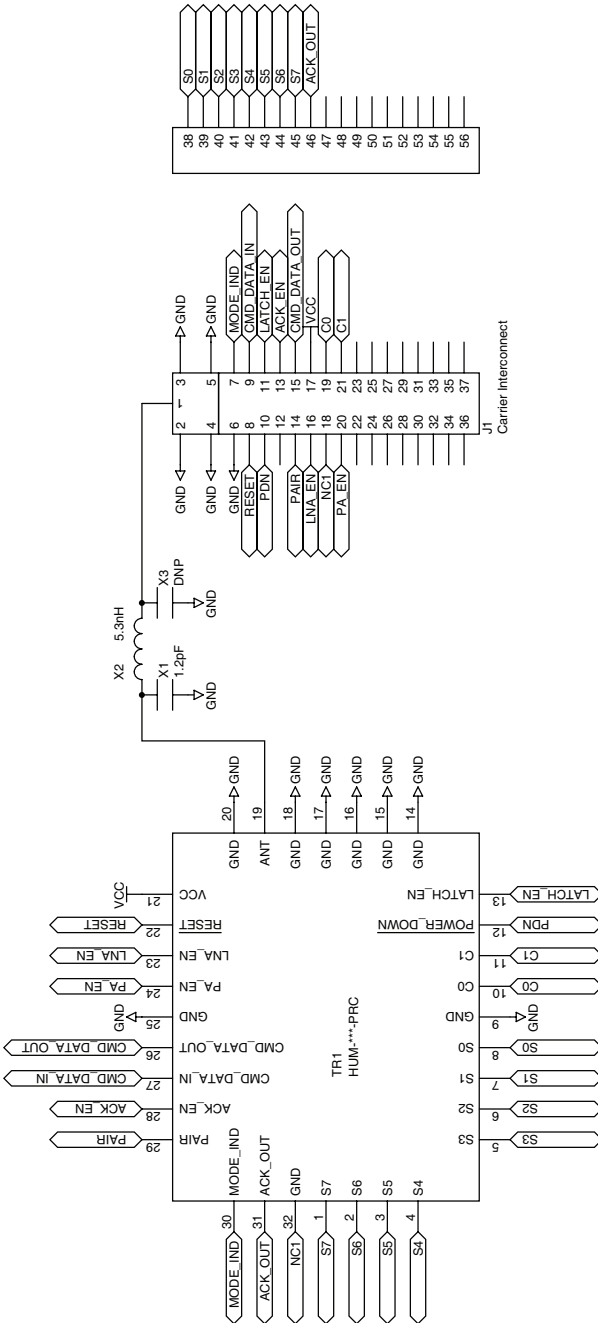 38 S0
39 S1
40 S2
41 S3
42 S4
43 S5
44 S6
45 S7
46 ACK_OUT
47
48
49
50
51
52
53
54
55
56
GND 2 1 3 GND
GND 4 5 GND
GND 6 7 MODE_IND
RESET 8 9 CMD_DATA_IN
PDN 10 11 LATCH_EN
12 13 ACK_EN
PAIR 14 15 CMD_DATA_OUT
LNA_EN 16 17 VCC
NC1 18 19 C0
PA_EN 20 21 C1
22 23
24 25
26 27
28 29
30 31
32 33
34 35
36 37
J1
Carrier Interconnect
X2
5.3nH
X1
1.2pF
GND
X3
DNP
GND
20 GND GND
19 ANT
18 GND GND
17 GND GND
16 GND GND
15 GND GND
14 GND GND
VCC 21 VCC
RESET 22 RESET
LNA_EN 23 LNA_EN
PA_EN 24 PA_EN
GND 25 GND
CMD_DATA_OUT 26 CMD_DATA_OUT
CMD_DATA_IN 27 CMD_DATA_IN
ACK_EN 28 ACK_EN
PAIR 29 PAIR
TR1
HUM-***-PRC
LATCH_EN 13 LATCH_EN
POWER_DOWN 12 PDN
C1 11 C1
C0 10 C0
GND 9 GND
S0 8 S0
S1 7 S1
S2 6 S2
S3 5 S3
MODE_IND 30 MODE_IND
ACK_OUT 31 ACK_OUT
NC1 32 GND
S7 1 S7
S6 2 S6
S5 3 S5
S4 4 S4